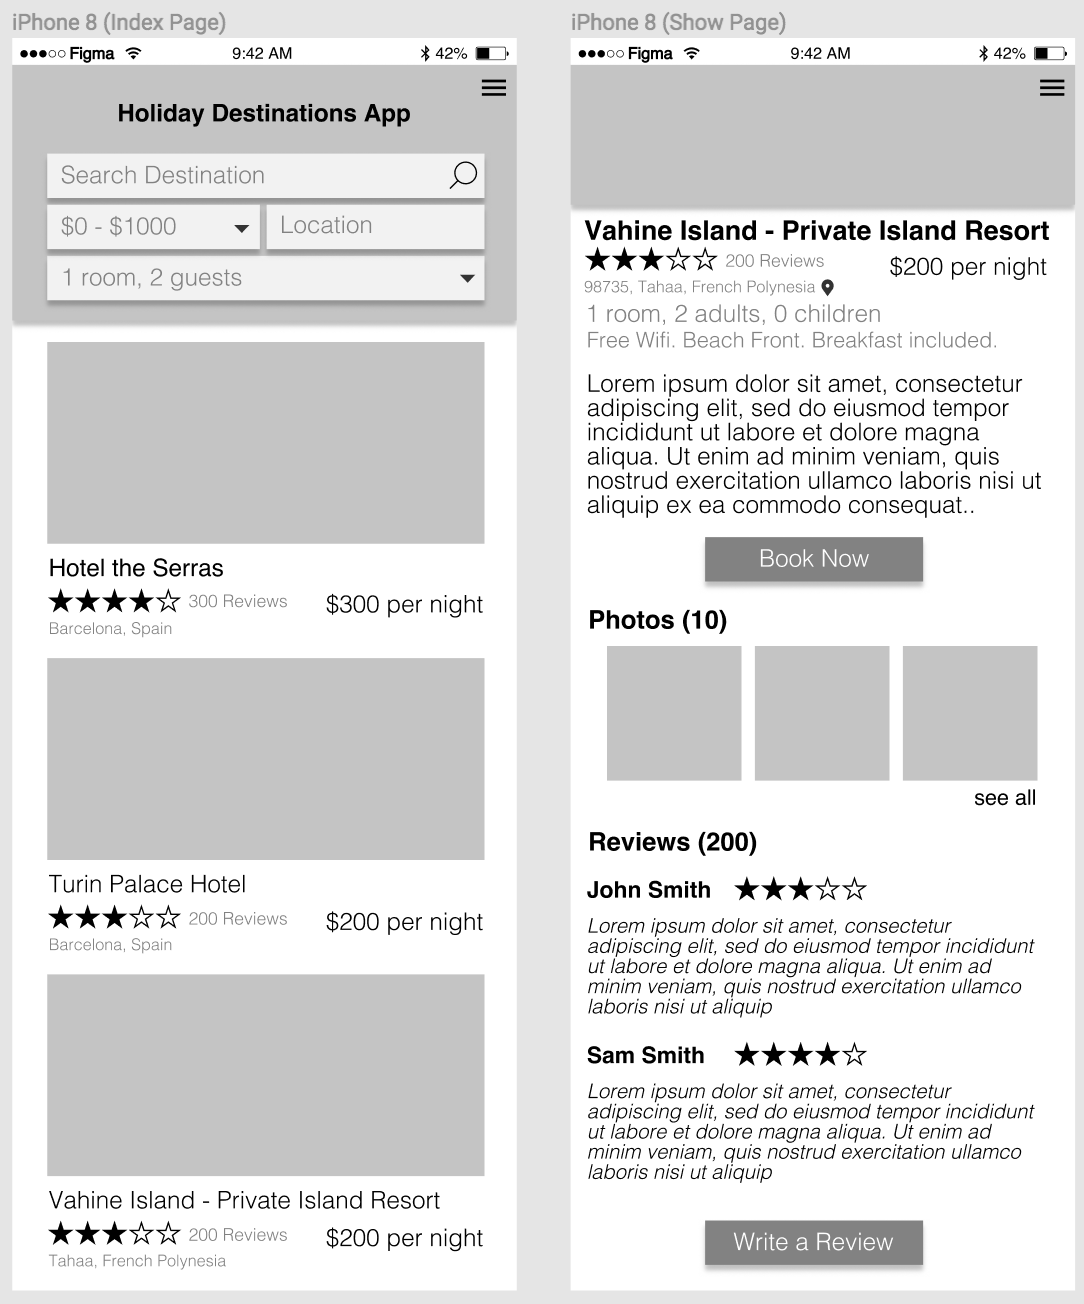 iPhone 8 (Index Page)
Figma 9:42 AM 42%
Holiday Destinations App
Search Destination
$0 - $1000 Location
1 room, 2 guests
Hotel the Serras
300 Reviews $300 per night
Barcelona, Spain
Turin Palace Hotel
200 Reviews $200 per night
Barcelona, Spain
Vahine Island - Private Island Resort
200 Reviews $200 per night
Tahaa, French Polynesia
iPhone 8 (Show Page)
Figma 9:42 AM 42%
Vahine Island - Private Island Resort
200 Reviews $200 per night
98735, Tahaa, French Polynesia
1 room, 2 adults, 0 children
Free Wifi. Beach Front. Breakfast included.
Lorem ipsum dolor sit amet, consectetur
adipiscing elit, sed do eiusmod tempor
incididunt ut labore et dolore magna
aliqua. Ut enim ad minim veniam, quis
nostrud exercitation ullamco laboris nisi ut
aliquip ex ea commodo consequat..
Book Now
Photos (10)
see all
Reviews (200)
John Smith
Lorem ipsum dolor sit amet, consectetur
adipiscing elit, sed do eiusmod tempor incididunt
ut labore et dolore magna aliqua. Ut enim ad
minim veniam, quis nostrud exercitation ullamco
laboris nisi ut aliquip
Sam Smith
Lorem ipsum dolor sit amet, consectetur
adipiscing elit, sed do eiusmod tempor incididunt
ut labore et dolore magna aliqua. Ut enim ad
minim veniam, quis nostrud exercitation ullamco
laboris nisi ut aliquip
Write a Review